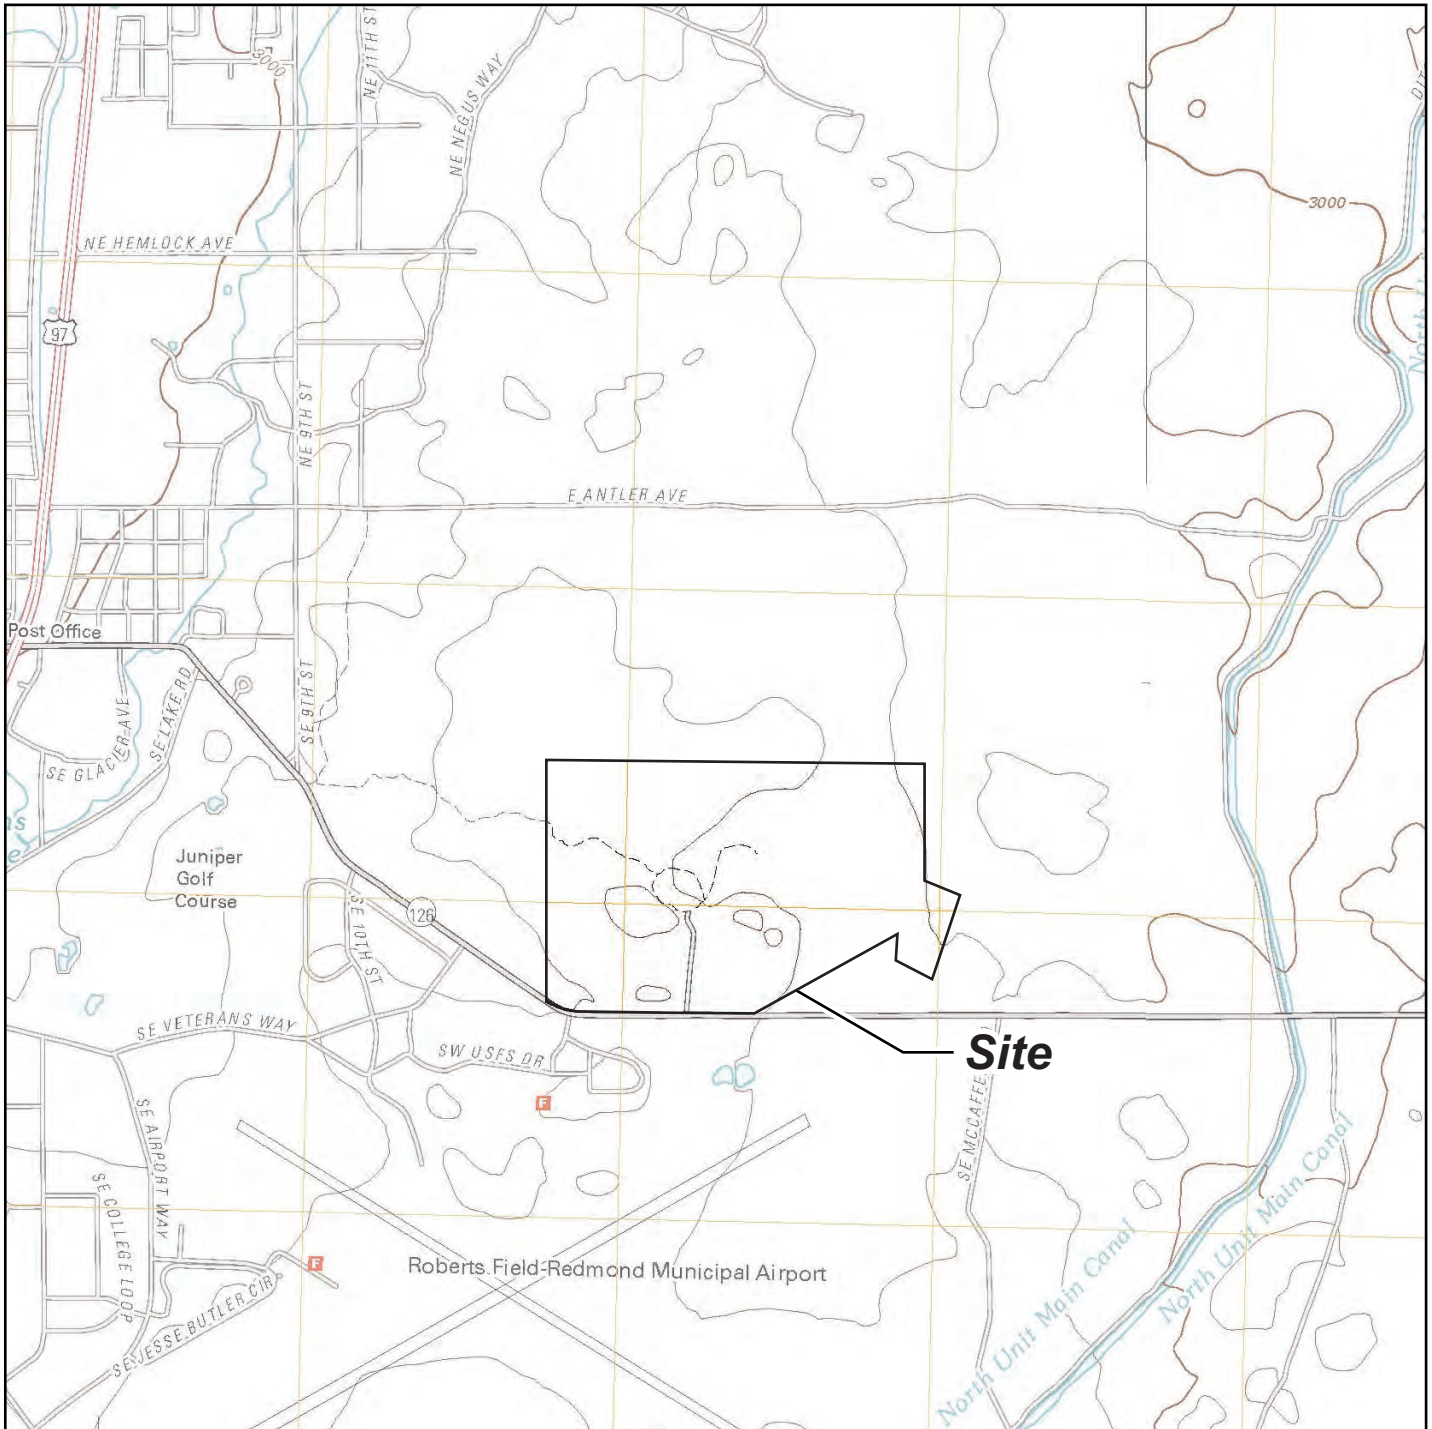 3000
NE 11TH ST
NE NEGUS WAY
3000
NE HEMLOCK AVE
97
NE 9TH ST
E ANTLER AVE
Post Office
SE 9TH ST
SE LAKE RD
SE GLACIER AVE
Juniper
Golf
Course
126
SE 10TH ST
SE VETERANS WAY
SW USFS DR
Site
F
SE AIRPORT WAY
SE COLLEGE LOOP
F
Roberts Field-Redmond Municipal Airport
SE JESSE BUTLER CIR
North Unit Main Canal
North Unit Main Canal